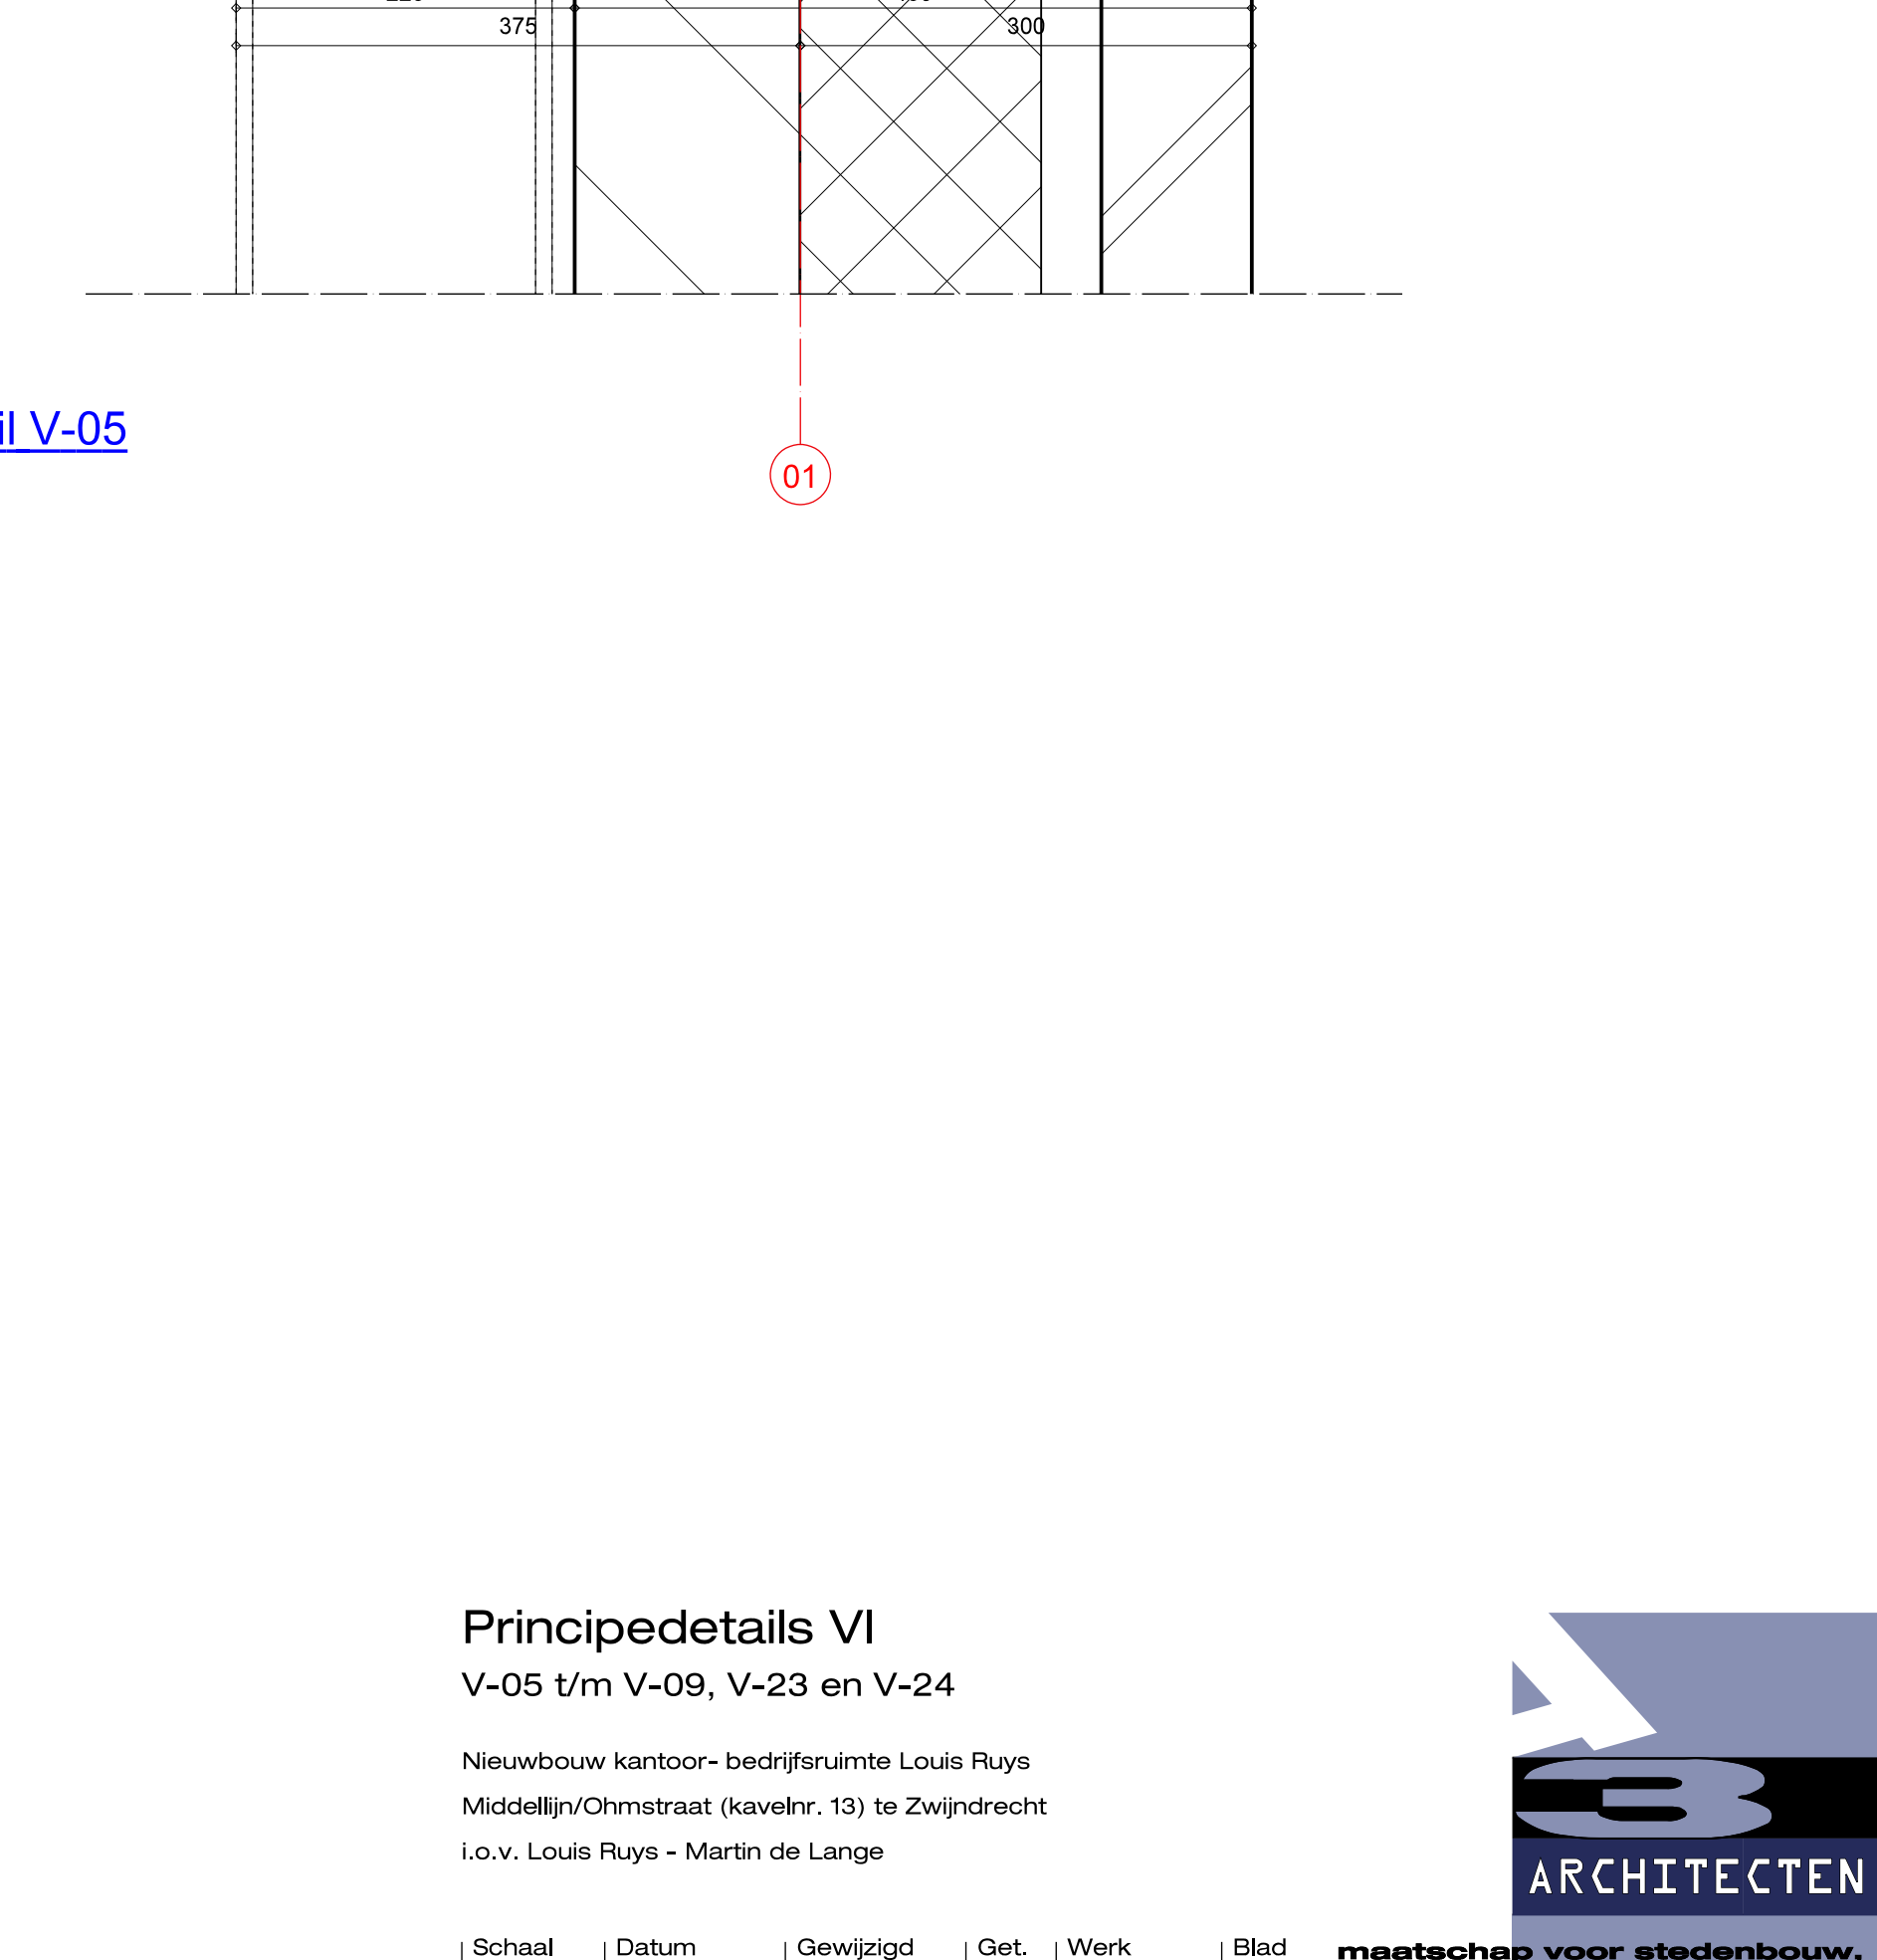 375 300
il V-05
01
Principedetails VI
V-05 t/m V-09, V-23 en V-24
Nieuwbouw kantoor- bedrijfsruimte Louis Ruys
Middellijn/Ohmstraat (kavelnr. 13) te Zwijndrecht
i.o.v. Louis Ruys - Martin de Lange
3
ARCHITECTEN
Schaal Datum Gewijzigd Get. Werk Blad
maatschap voor stedenbouw,